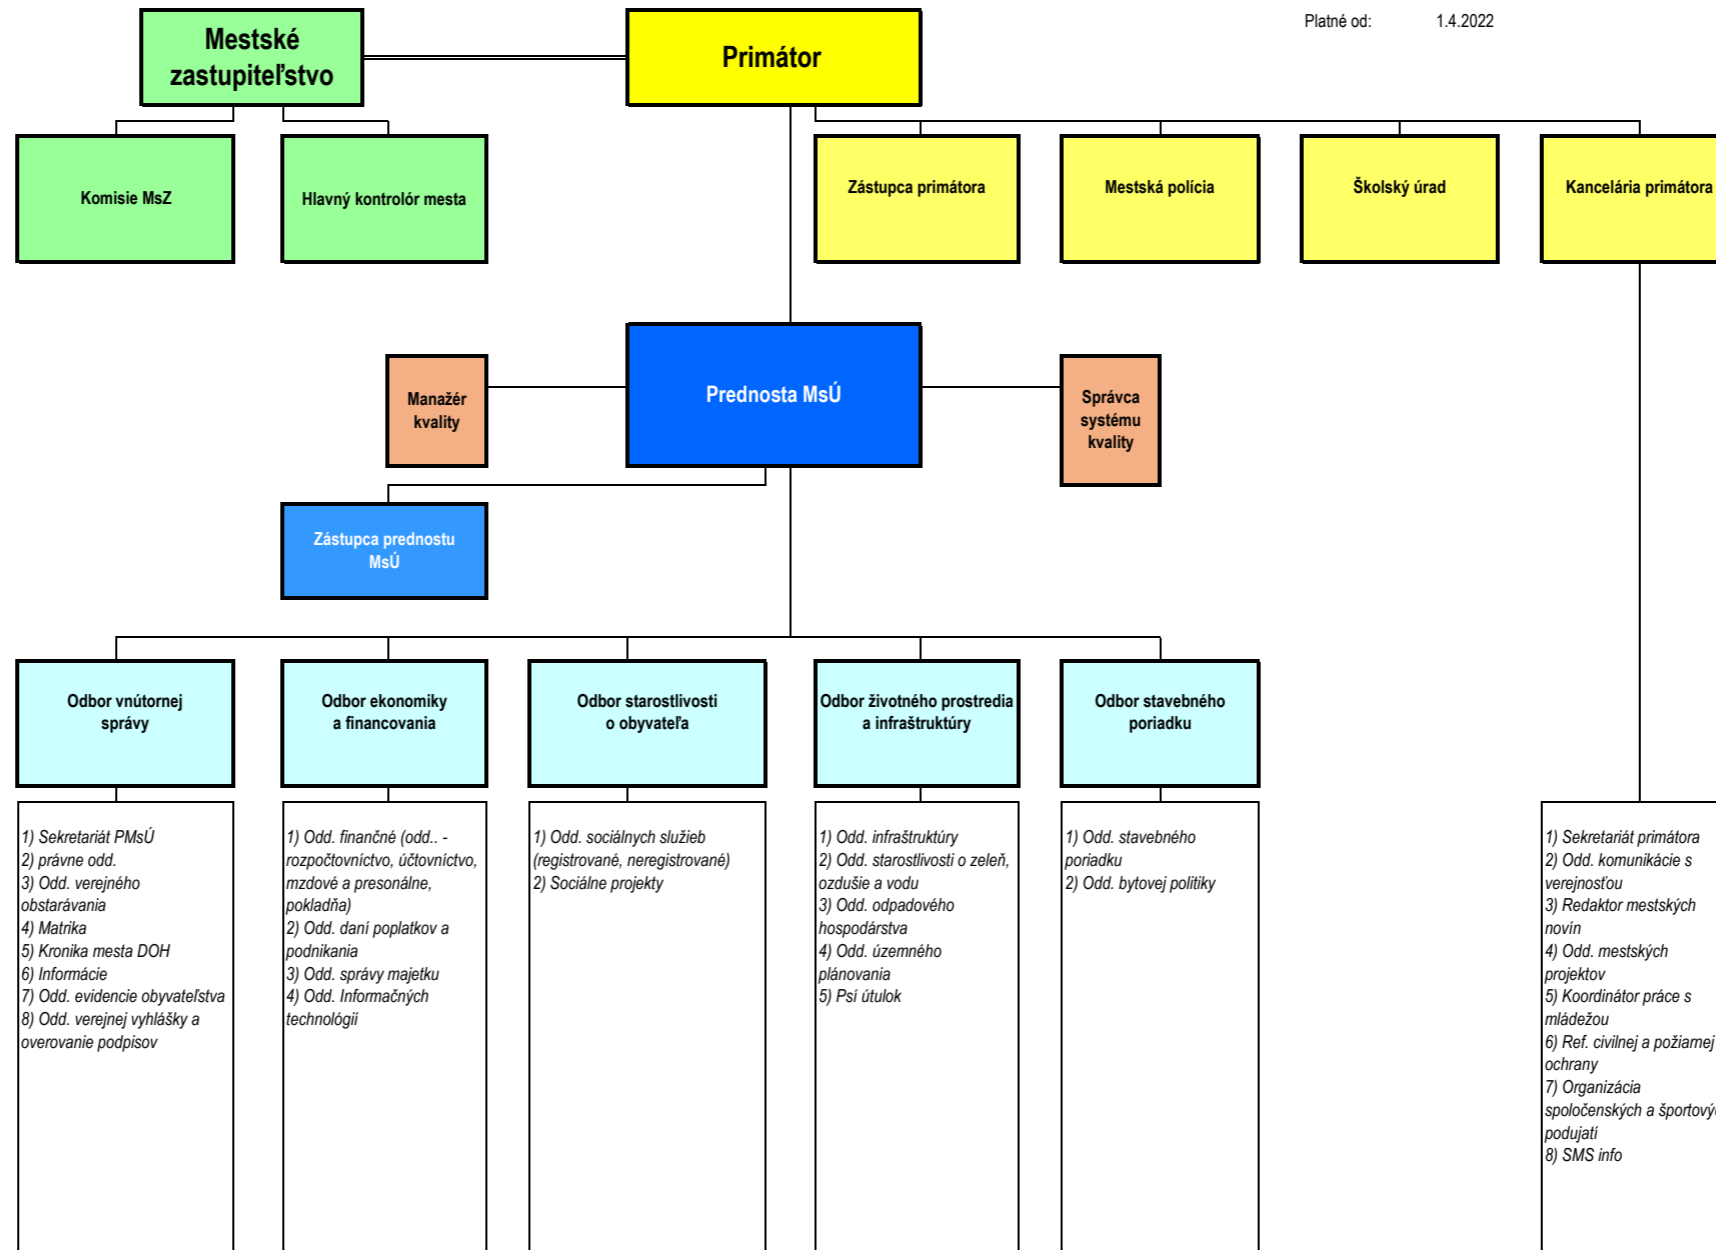 Platné od: 1.4.2022
Mestské
zastupiteľstvo
Primátor
Komisie MsZ
Hlavný kontrolór mesta
Zástupca primátora
Mestská polícia
Školský úrad
Kancelária primátora
Manažér
kvality
Prednosta MsÚ
Správca
systému
kvality
Zástupca prednostu
MsÚ
Odbor vnútornej
správy
Odbor ekonomiky
a financovania
Odbor starostlivosti
o obyvateľa
Odbor životného prostredia
a infraštruktúry
Odbor stavebného
poriadku
1) Sekretariát PMsÚ
2) právne odd.
3) Odd. verejného
obstarávania
4) Matrika
5) Kronika mesta DOH
6) Informácie
7) Odd. evidencie obyvateľstva
8) Odd. verejnej vyhlášky a
overovanie podpisov
1) Odd. finančné (odd.. -
rozpočtovníctvo, účtovníctvo,
mzdové a presonálne,
pokladňa)
2) Odd. daní poplatkov a
podnikania
3) Odd. správy majetku
4) Odd. Informačných
technológií
1) Odd. sociálnych služieb
(registrované, neregistrované)
2) Sociálne projekty
1) Odd. infraštruktúry
2) Odd. starostlivosti o zeleň,
ozdušie a vodu
3) Odd. odpadového
hospodárstva
4) Odd. územného
plánovania
5) Psí útulok
1) Odd. stavebného
poriadku
2) Odd. bytovej politiky
1) Sekretariát primátora
2) Odd. komunikácie s
verejnosťou
3) Redaktor mestských
novín
4) Odd. mestských
projektov
5) Koordinátor práce s
mládežou
6) Ref. civilnej a požiarnej
ochrany
7) Organizácia
spoločenských a športový
podujatí
8) SMS info